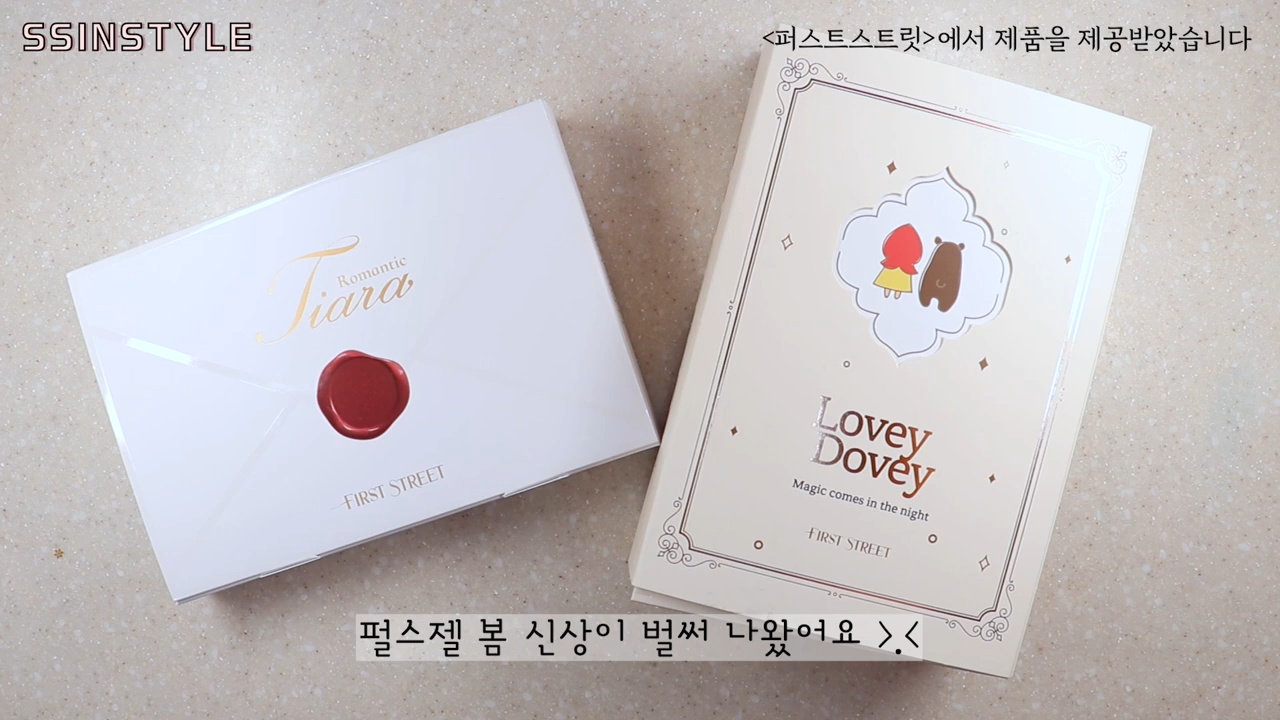 SSINSTYLE
<퍼스트스트릿>에서 제품을 제공받았습니다
Romantic
Tiara
FIRST STREET
Lovey
Dovey
Magic comes in the night
FIRST STREET
펄스젤 봄 신상이 벌써 나왔어요 >.<